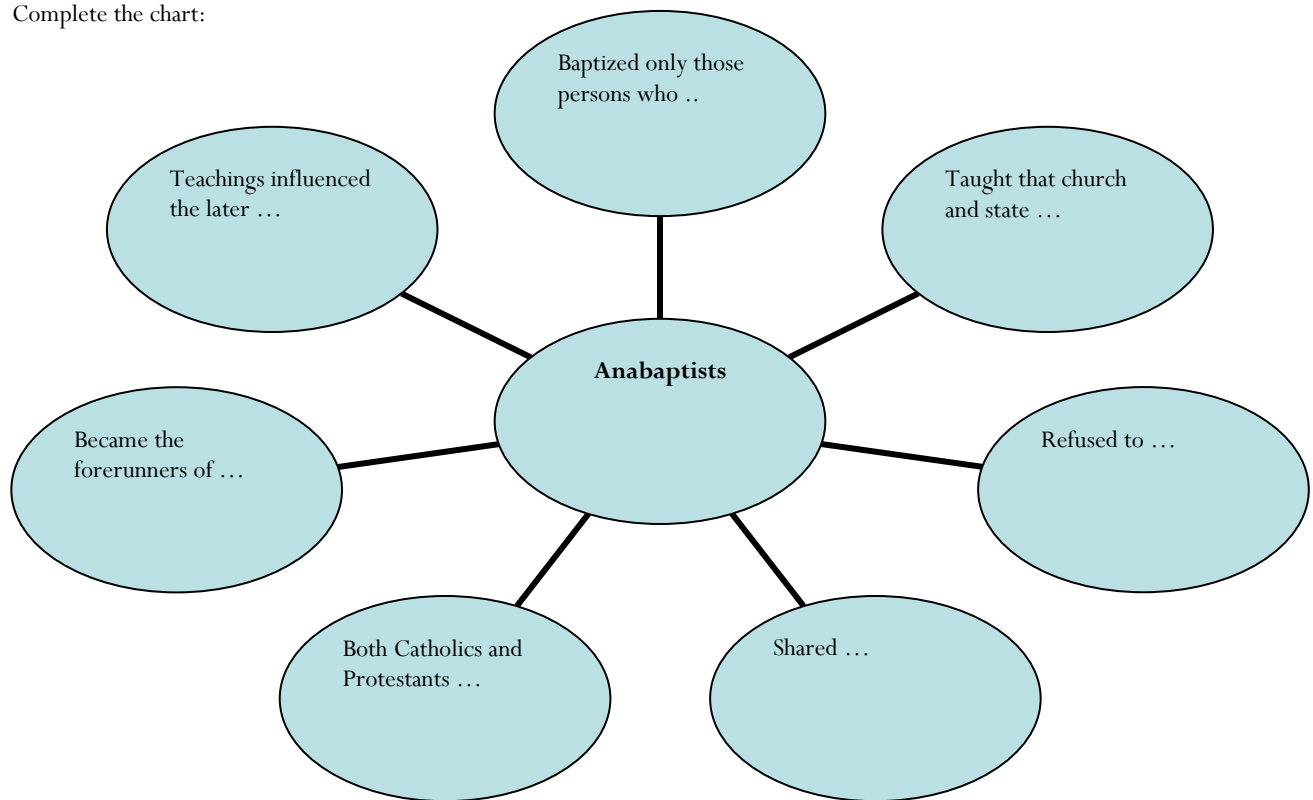 Complete the chart:
Baptized only those
persons who ..
Teachings influenced
the later …
Taught that church
and state …
Anabaptists
Became the
forerunners of …
Refused to …
Both Catholics and
Protestants …
Shared …